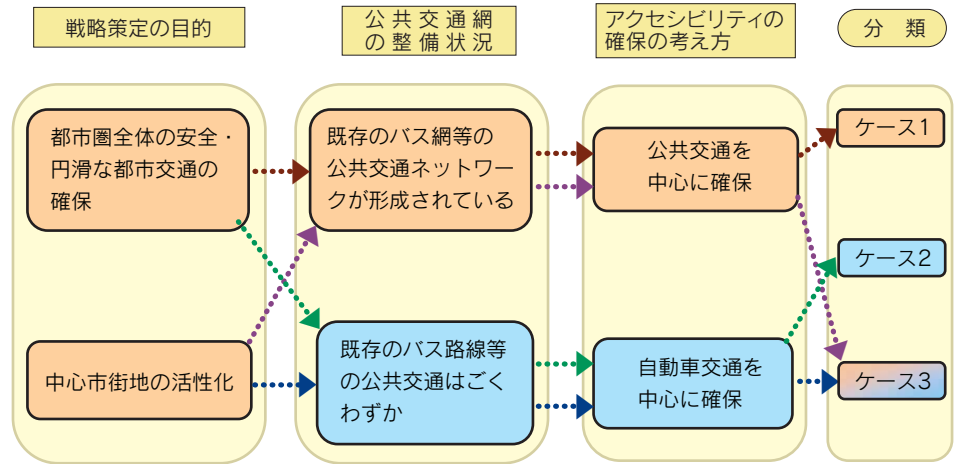 戦略策定の目的
公共交通網
の整備状況
アクセシビリティの
確保の考え方
分類
都市圏全体の安全・
円滑な都市交通の
確保
既存のバス網等の
公共交通ネットワー
クが形成されている
公共交通を
中心に確保
ケース1
ケース2
中心市街地の活性化
既存のバス路線等
の公共交通はごく
わずか
自動車交通を
中心に確保
ケース3